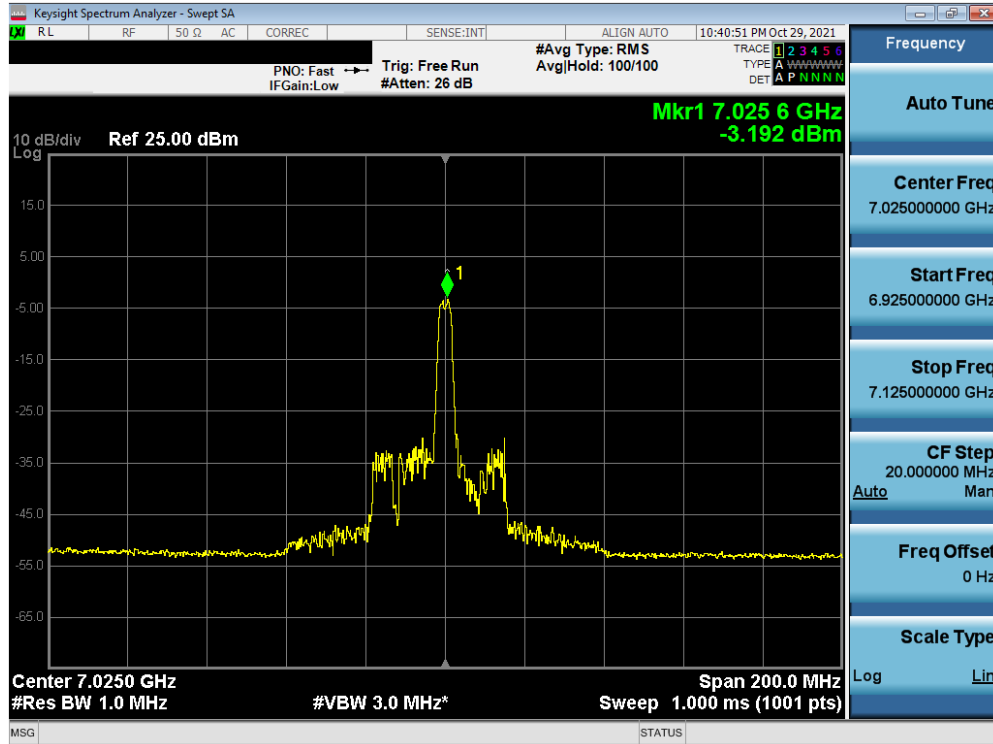 Keysight Spectrum Analyzer - Swept SA
LXI RL RF 50 Ω AC CORREC SENSE:INT ALIGN AUTO 10:40:51 PM Oct 29, 2021
PNO: Fast
IFGain:Low
Trig: Free Run
#Atten: 26 dB
#Avg Type: RMS
Avg|Hold: 100/100
TRACE 1 2 3 4 5 6
TYPE A WWWWW
DET A P N N N N
Mkr1 7.025 6 GHz
-3.192 dBm
10 dB/div Ref 25.00 dBm
Log
15.0
5.00
-5.00
-15.0
-25.0
-35.0
-45.0
-55.0
-65.0
1
Center 7.0250 GHz Span 200.0 MHz
#Res BW 1.0 MHz #VBW 3.0 MHz* Sweep 1.000 ms (1001 pts)
MSG STATUS
Frequency
Auto Tune
Center Freq
7.025000000 GHz
Start Freq
6.925000000 GHz
Stop Freq
7.125000000 GHz
CF Step
20.000000 MHz
Auto Man
Freq Offset
0 Hz
Scale Type
Log Lin